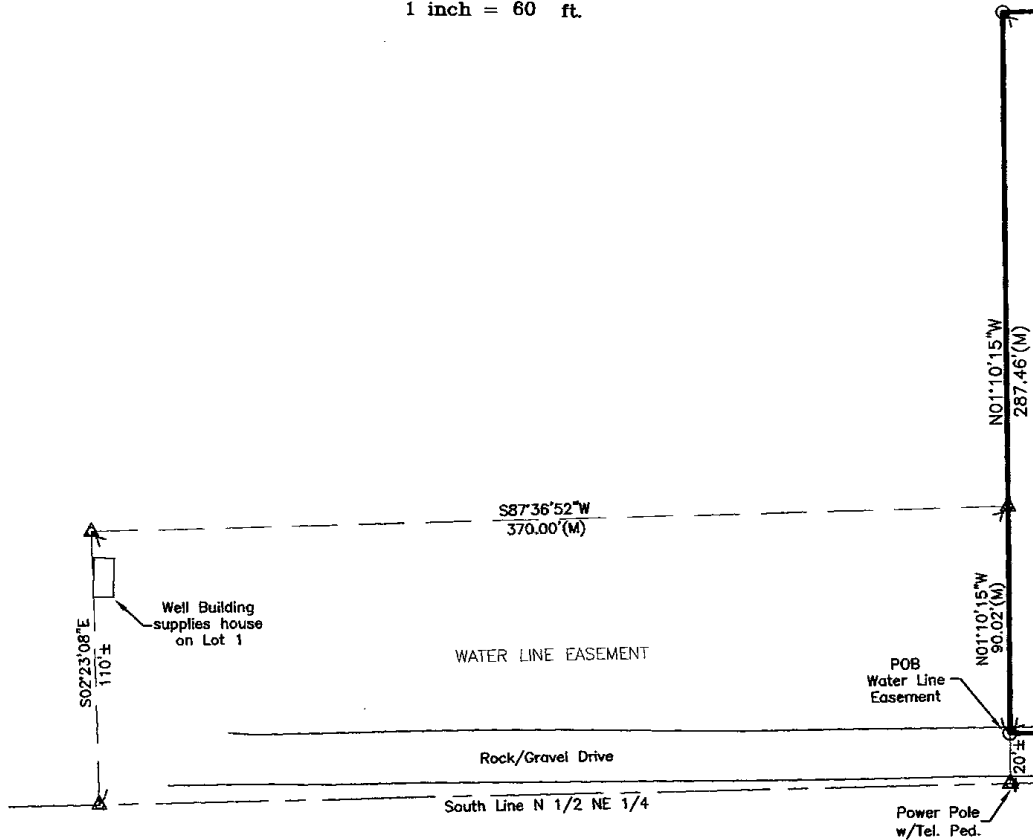 1 inch = 60 ft.
N01°10'15"W
287.46'(M)
S87°36'52"W
370.00'(M)
Well Building
supplies house
on Lot 1
S02°23'08"E
110'±
WATER LINE EASEMENT
N01°10'15"W
90.02'(M)
POB
Water Line
Easement
Rock/Gravel Drive
20'±
South Line N 1/2 NE 1/4
Power Pole
w/Tel. Ped.